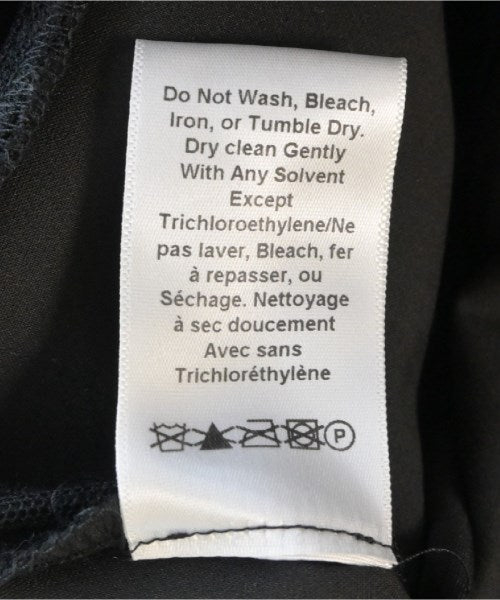 Do Not Wash, Bleach,
Iron, or Tumble Dry.
Dry clean Gently
With Any Solvent
Except
Trichloroethylene/Ne
pas laver, Bleach, fer
à repasser, ou
Séchage. Nettoyage
à sec doucement
Avec sans
Trichloréthylène
P